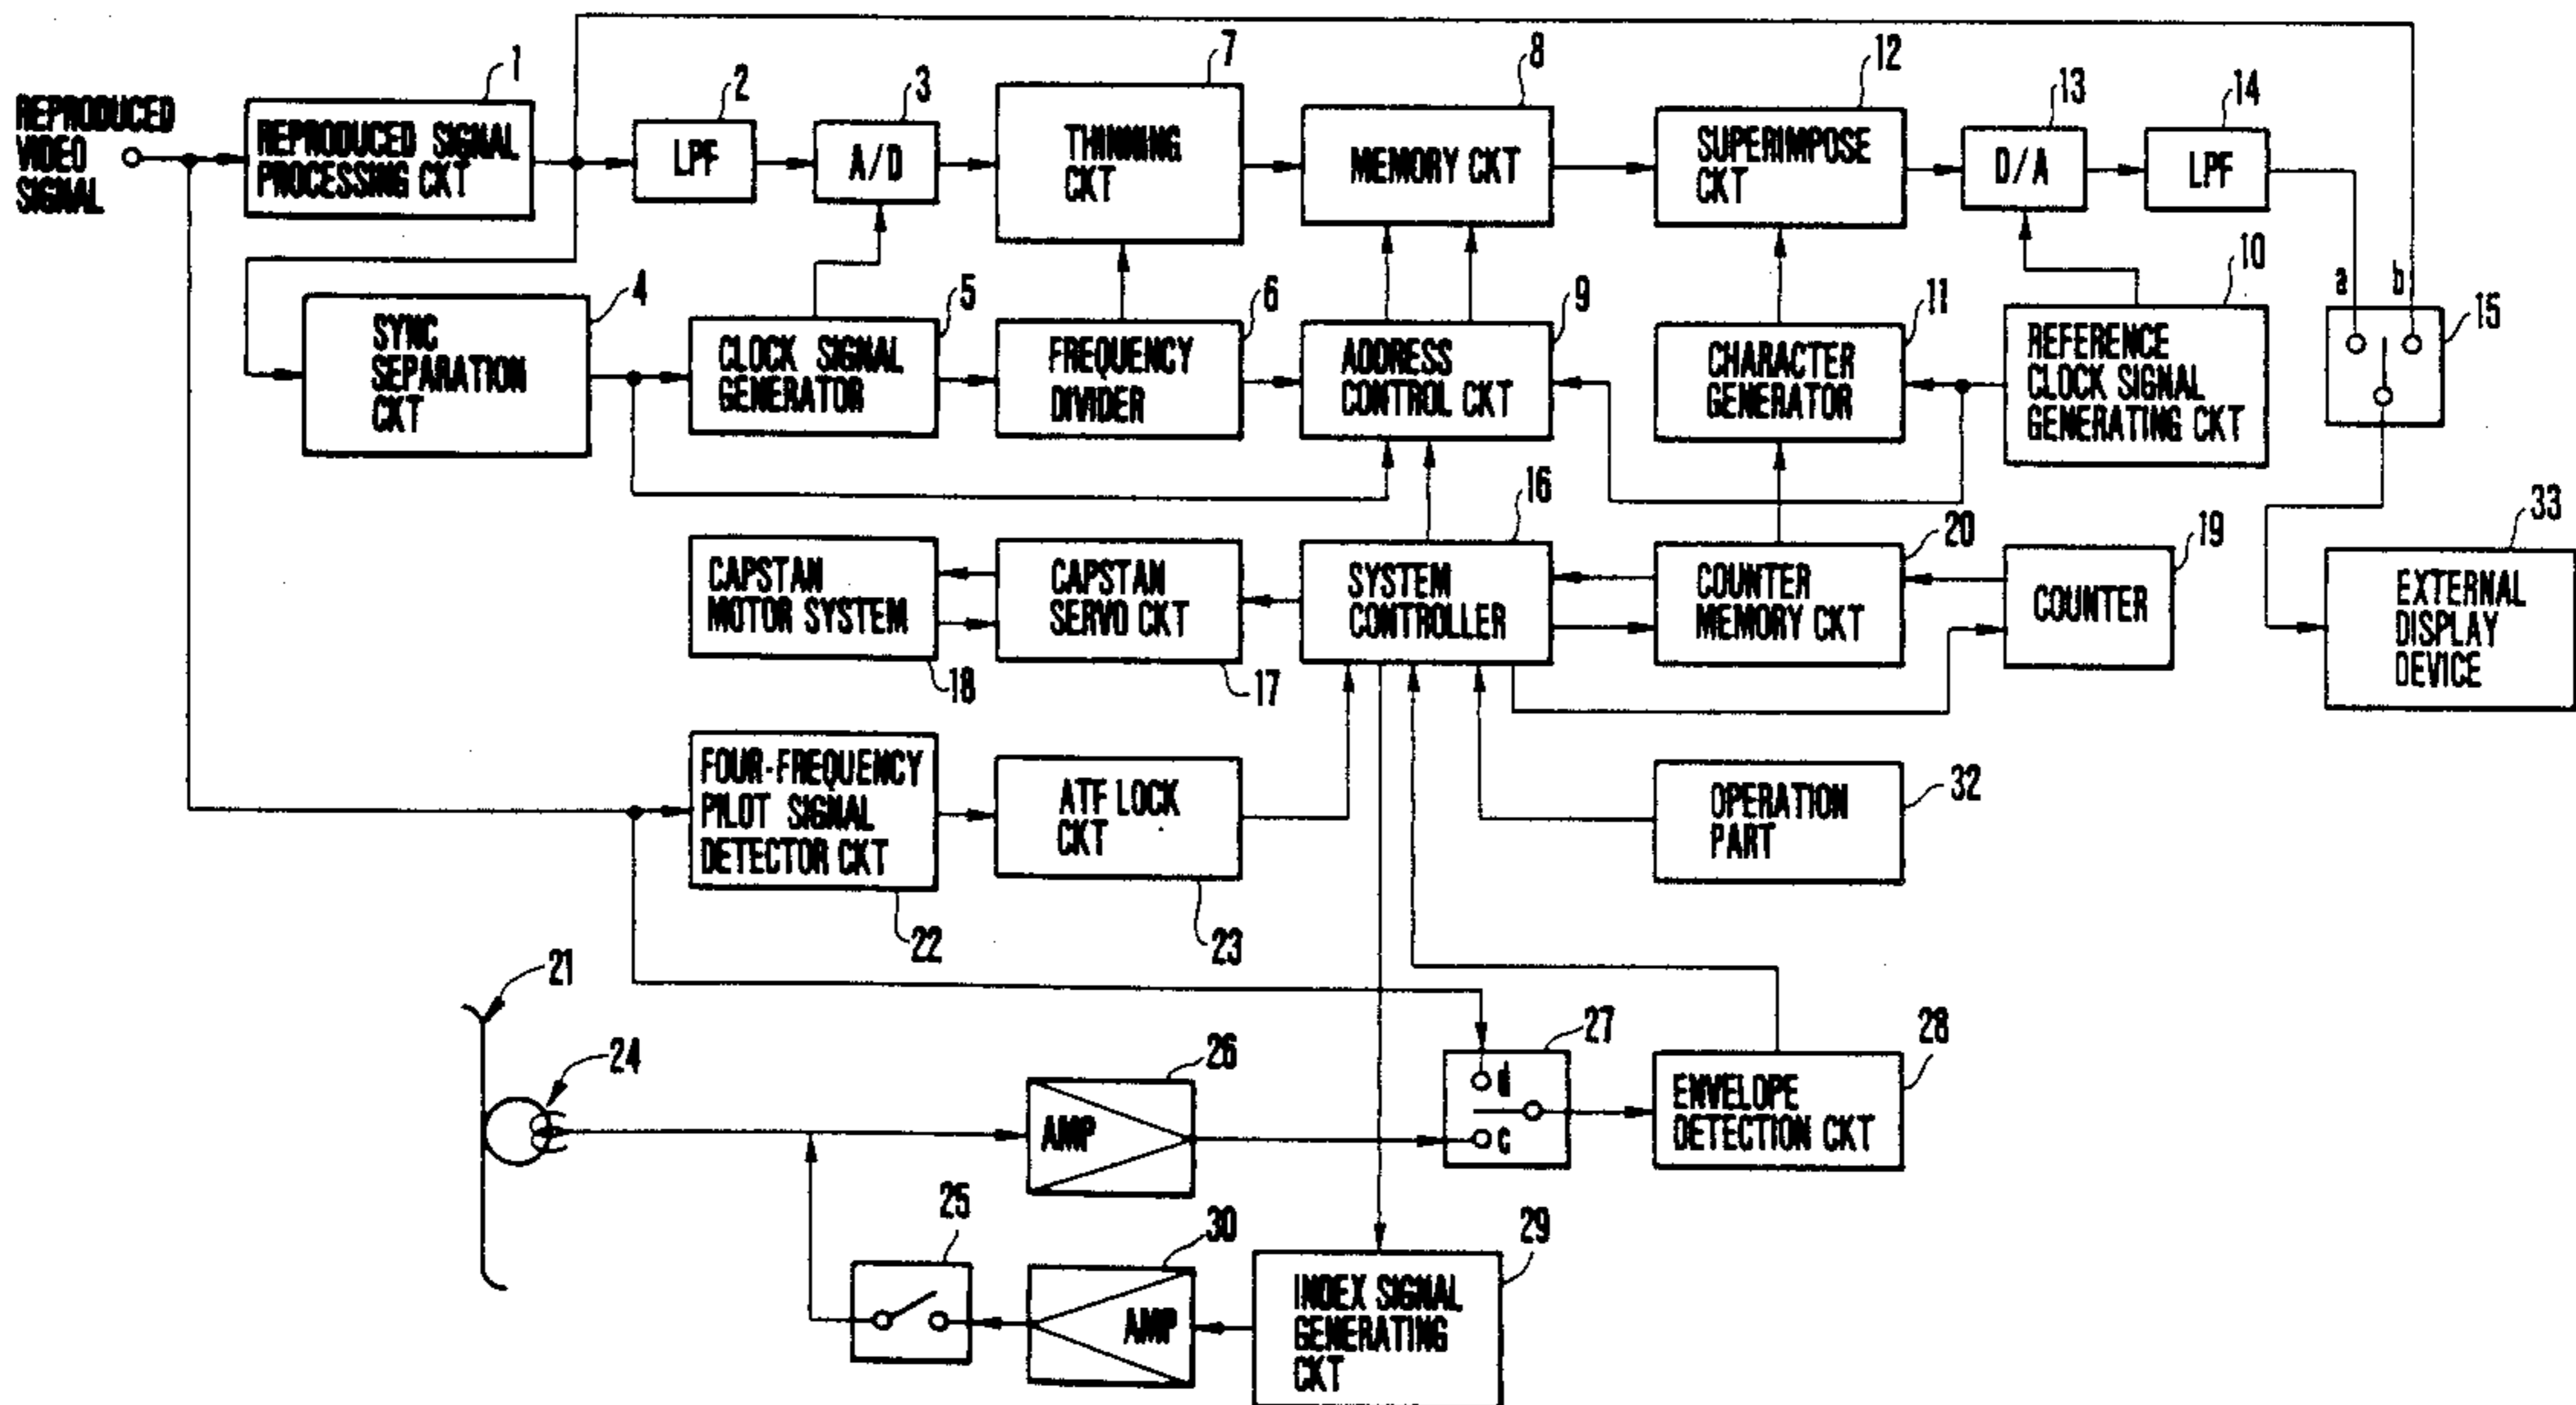 REPRODUCED
VIDEO
SIGNAL
1
REPRODUCED SIGNAL
PROCESSING CKT
2
LPF
3
A/D
7
THINNING
CKT
8
MEMORY CKT
12
SUPERIMPOSE
CKT
13
D/A
14
LPF
4
SYNC
SEPARATION
CKT
5
CLOCK SIGNAL
GENERATOR
6
FREQUENCY
DIVIDER
9
ADDRESS
CONTROL CKT
11
CHARACTER
GENERATOR
10
REFERENCE
CLOCK SIGNAL
GENERATING CKT
a
b
15
CAPSTAN
MOTOR SYSTEM
18
CAPSTAN
SERVO CKT
17
16
SYSTEM
CONTROLLER
20
COUNTER
MEMORY CKT
19
COUNTER
33
EXTERNAL
DISPLAY
DEVICE
FOUR-FREQUENCY
PILOT SIGNAL
DETECTOR CKT
22
ATF LOCK
CKT
23
OPERATION
PART
32
21
24
26
AMP
27
d
c
28
ENVELOPE
DETECTION CKT
25
30
AMP
29
INDEX SIGNAL
GENERATING
CKT